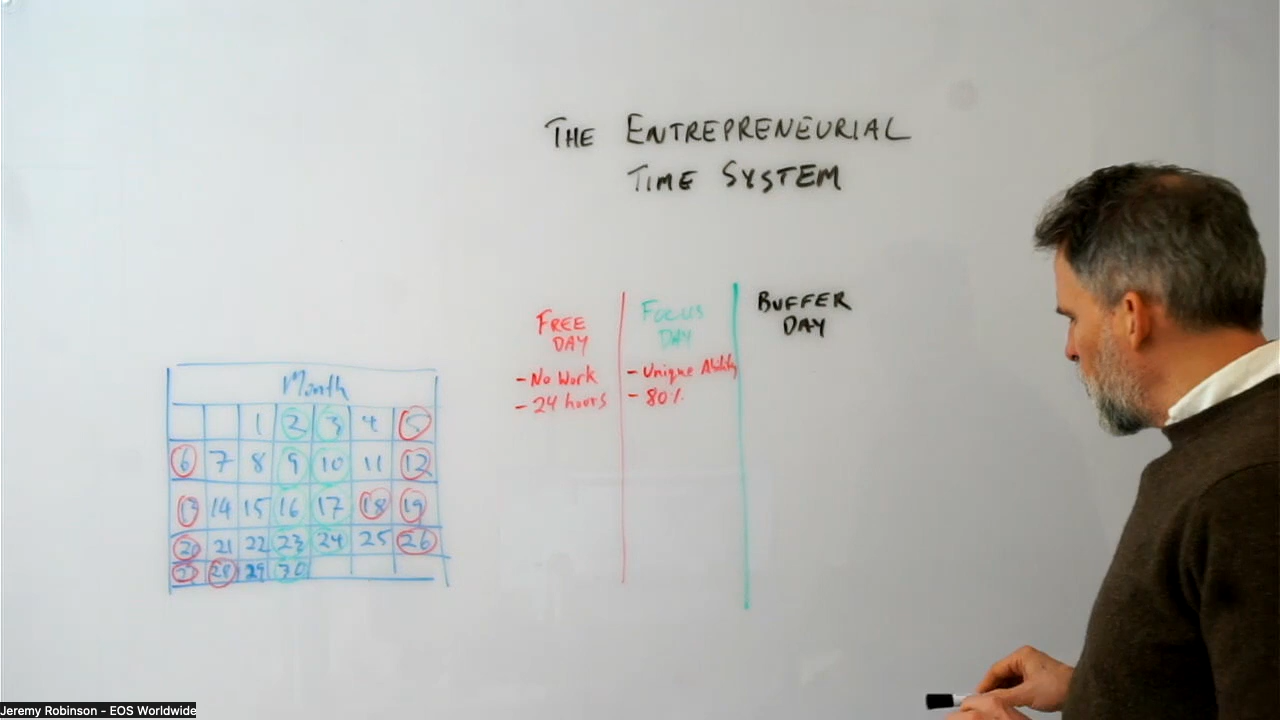 THE ENTREPRENEURIAL
TIME SYSTEM
FREE
DAY
- No Work
- 24 hours
FOCUS
DAY
- Unique Ability
- 80%
BUFFER
DAY
Month
1 2 3 4 5
6 7 8 9 10 11 12
13 14 15 16 17 18 19
20 21 22 23 24 25 26
27 28 29 30
Jeremy Robinson - EOS Worldwide